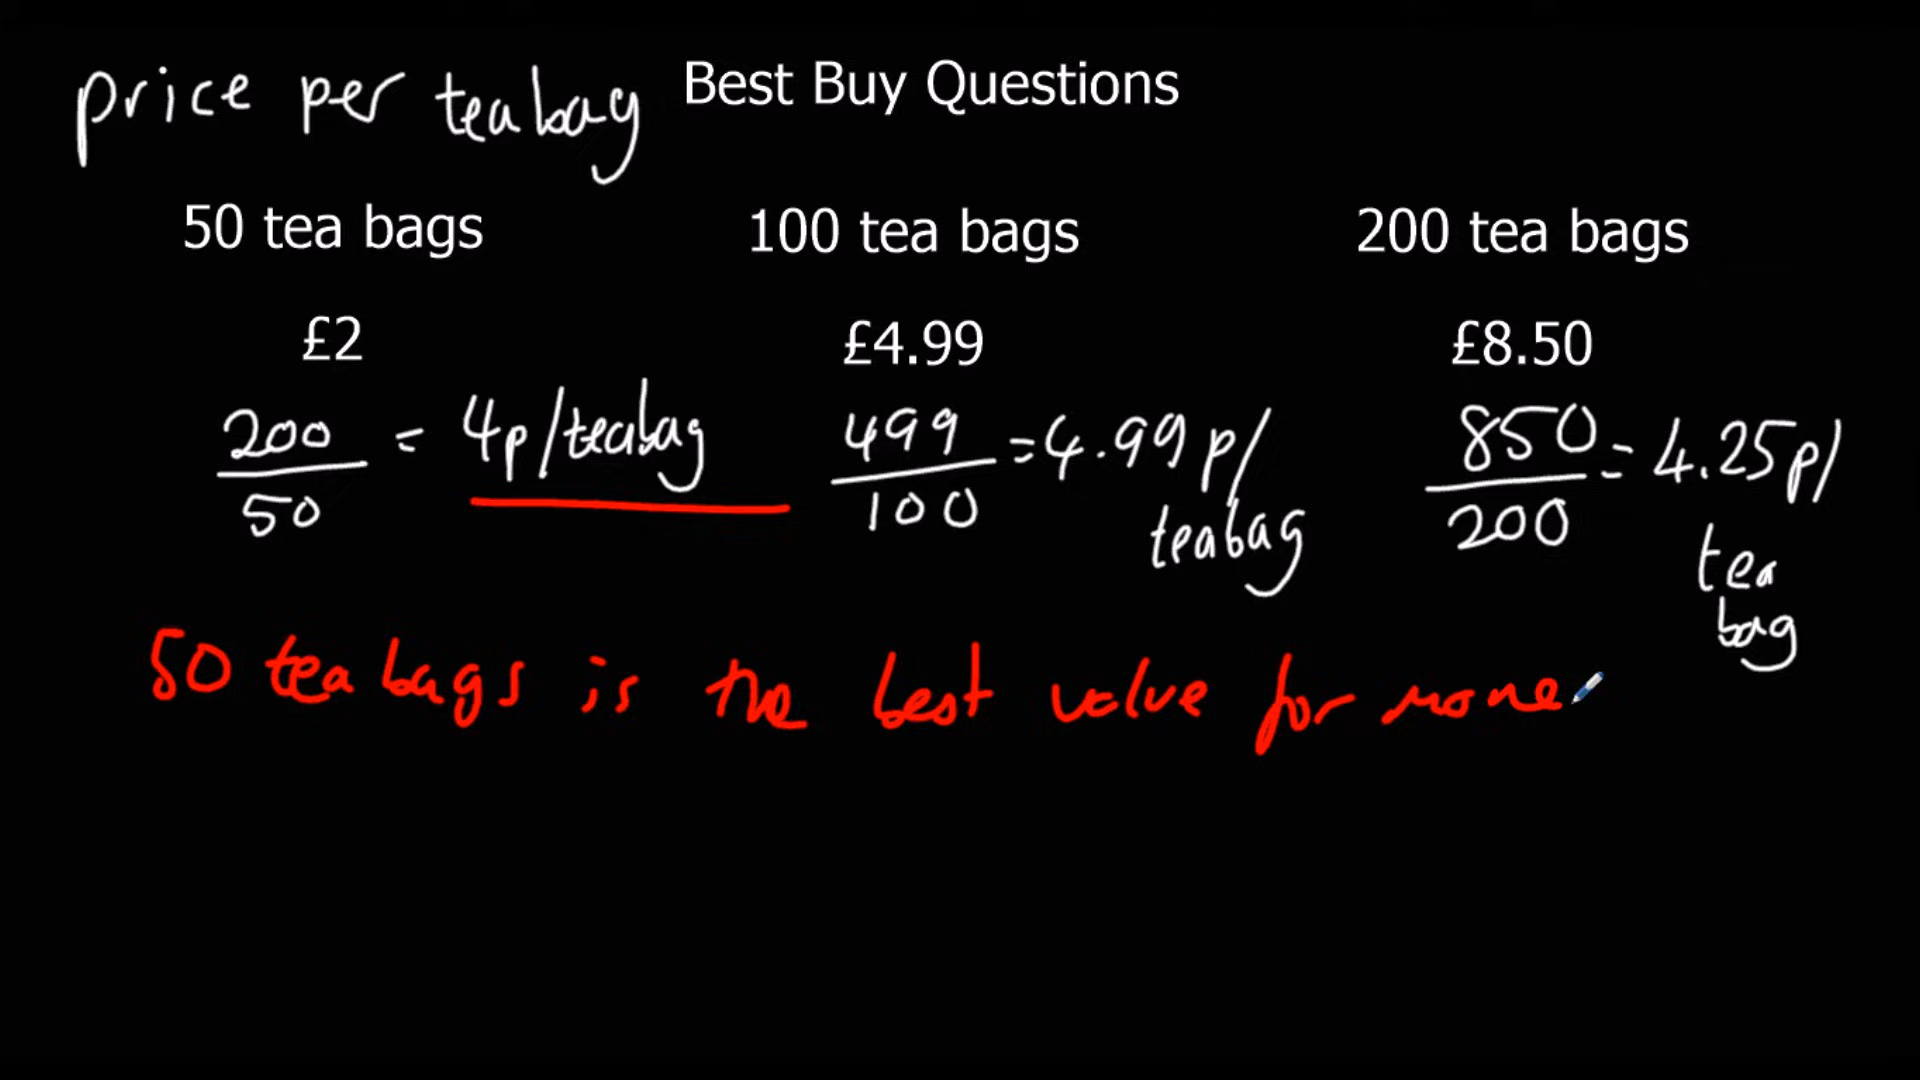 price per teabag Best Buy Questions
50 tea bags 100 tea bags 200 tea bags
£2 £4.99 £8.50
200/50 = 4p/teabag 499/100 = 4.99p/teabag 850/200 = 4.25p/tea bag
50 tea bags is the best value for mone